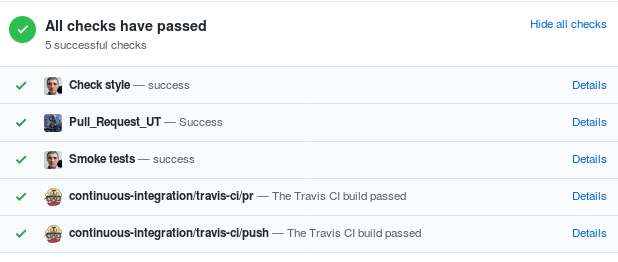 All checks have passed
Hide all checks
5 successful checks
Check style — success Details
Pull_Request_UT — Success Details
Smoke tests — success Details
continuous-integration/travis-ci/pr — The Travis CI build passed Details
continuous-integration/travis-ci/push — The Travis CI build passed Details